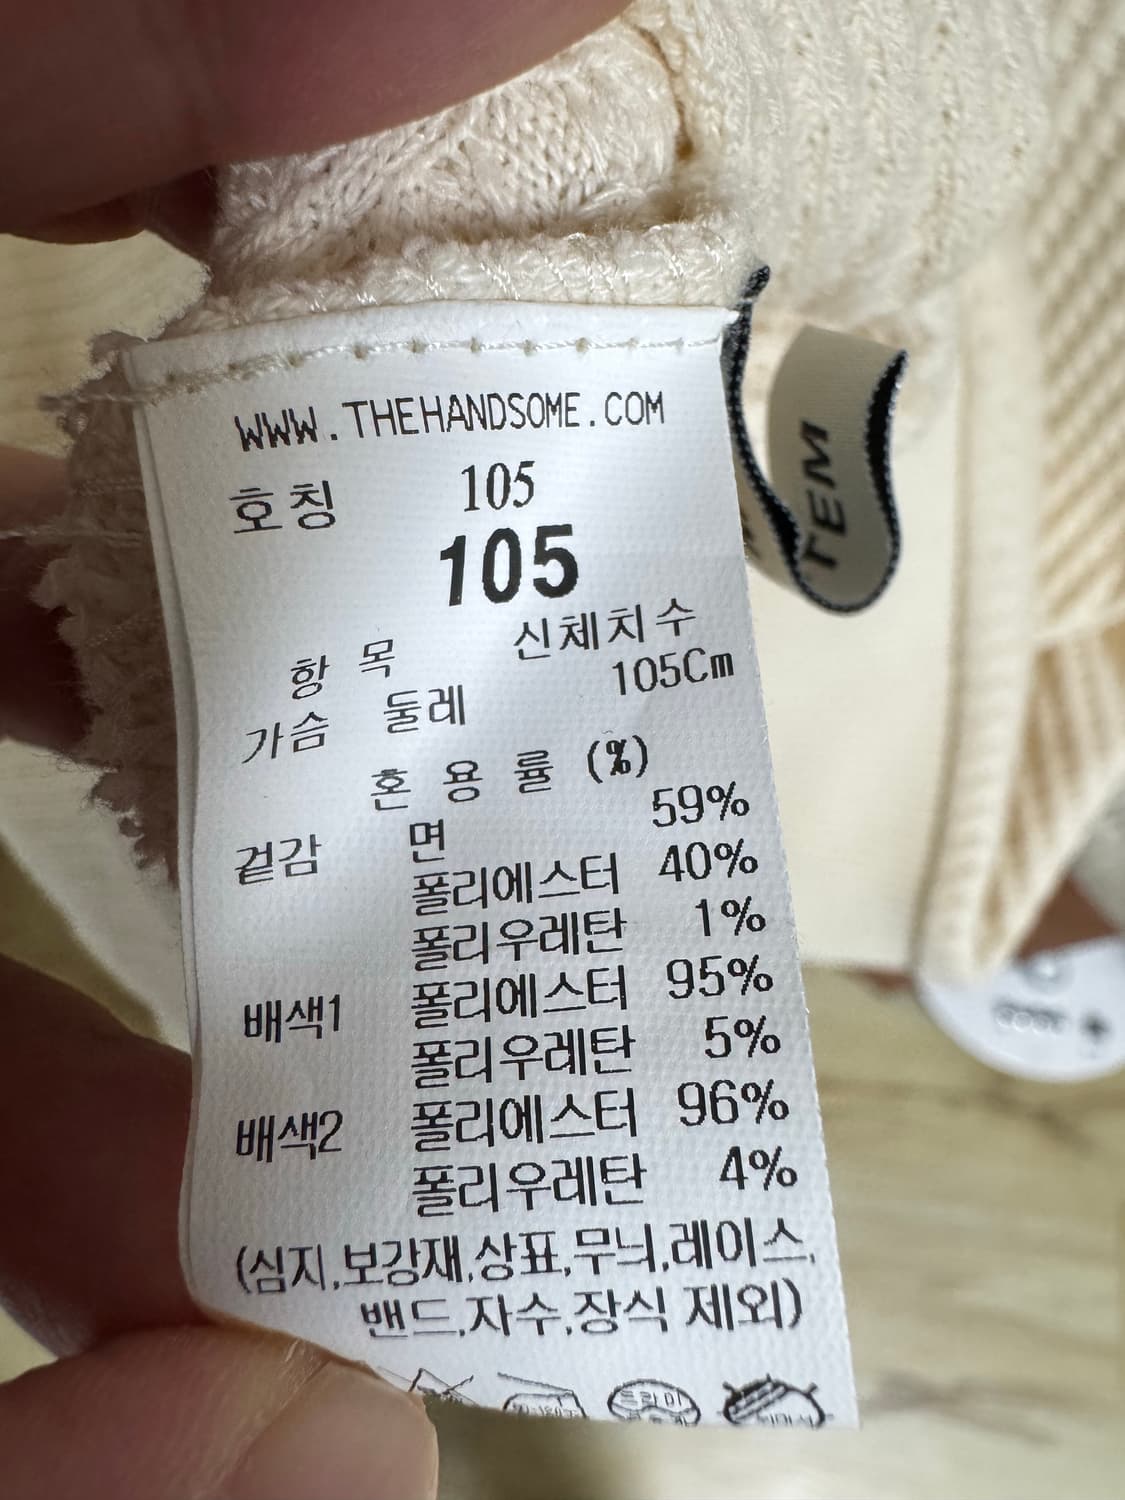 WWW.THEHANDSOME.COM
호칭 105
105
항 목 신체치수
가슴 둘레 105Cm
혼 용 률 (%)
겉감 면 59%
폴리에스터 40%
폴리우레탄 1%
배색1 폴리에스터 95%
폴리우레탄 5%
배색2 폴리에스터 96%
폴리우레탄 4%
(심지,보강재,상표,무늬,레이스,
밴드,자수,장식 제외)
드라이
TEM